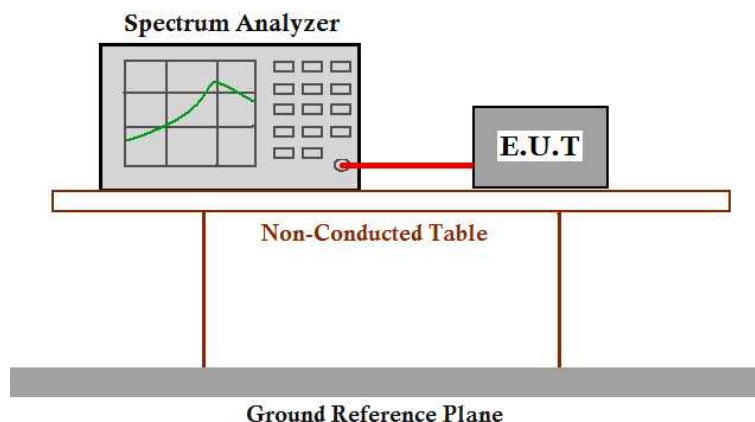 Spectrum Analyzer
E.U.T
Non-Conducted Table
Ground Reference Plane